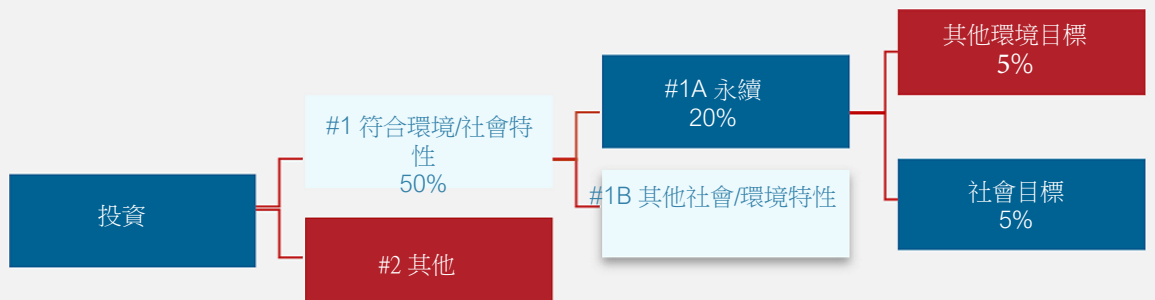 投資
#1 符合環境/社會特
性
50%
#2 其他
#1A 永續
20%
#1B 其他社會/環境特性
其他環境目標
5%
社會目標
5%